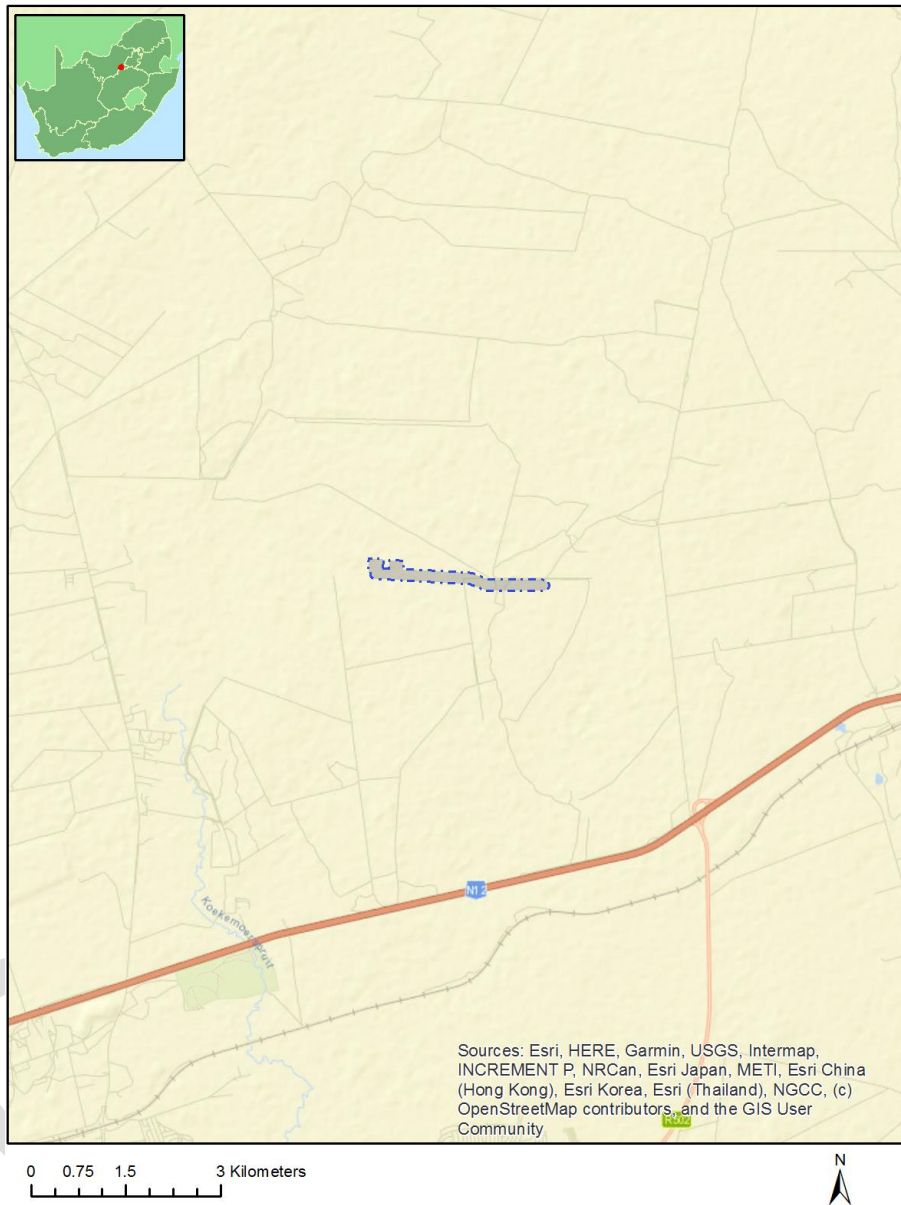 N12
Koekemoerspruit
Sources: Esri, HERE, Garmin, USGS, Intermap,
INCREMENT P, NRCan, Esri Japan, METI, Esri China
(Hong Kong), Esri Korea, Esri (Thailand), NGCC, (c)
OpenStreetMap contributors, and the GIS User
Community
R502
0 0.75 1.5 3 Kilometers
N